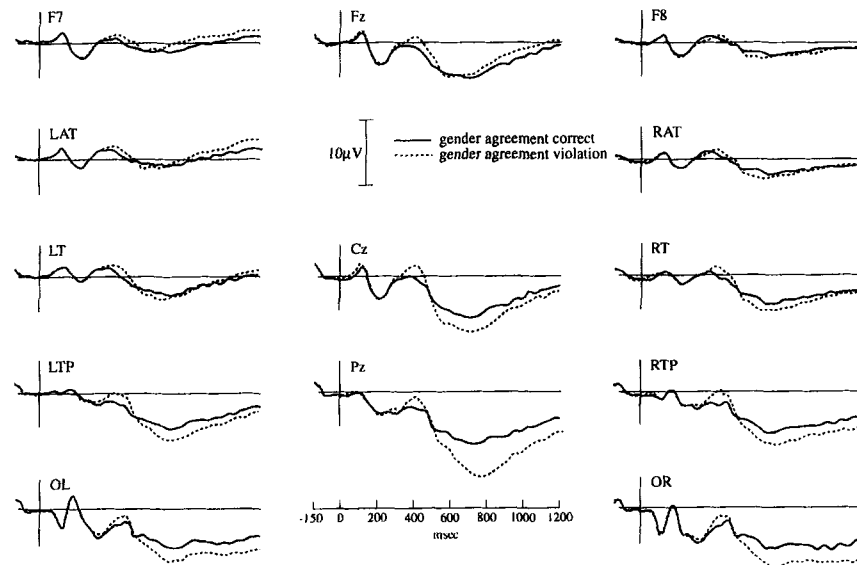 F7
Fz
F8
LAT
10μV
gender agreement correct
gender agreement violation
RAT
LT
Cz
RT
LTP
Pz
RTP
OL
OR
-150 0 200 400 600 800 1000 1200
msec